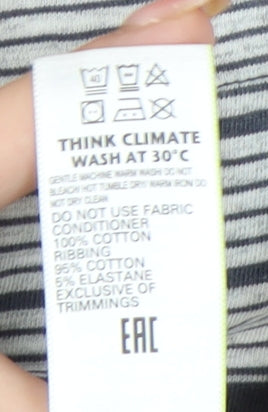 40
THINK CLIMATE
WASH AT 30°C
GENTLE MACHINE WARM WASH! DO NOT
BLEACH! HOT TUMBLE DRY! WARM IRON! DO
NOT DRY CLEAN
DO NOT USE FABRIC
CONDITIONER
100% COTTON
RIBBING
95% COTTON
5% ELASTANE
EXCLUSIVE OF
TRIMMINGS
EAC